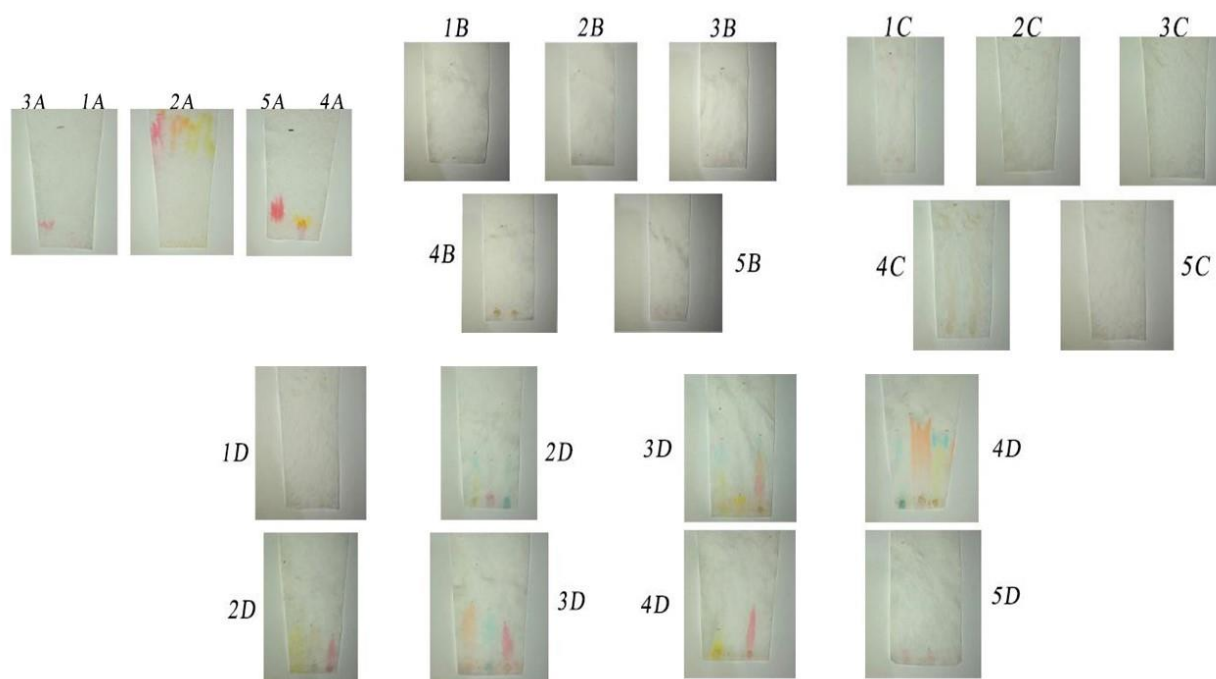 1B 2B 3B
1C 2C 3C
3A 1A 2A 5A 4A
4B 5B
4C 5C
1D 2D 3D 4D
2D 3D 4D 5D